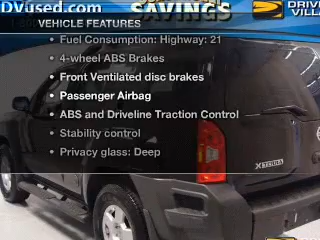 DVused.com
SAVINGS
DRIVE
VILLA
VEHICLE FEATURES
Fuel Consumption: Highway: 21
4-wheel ABS Brakes
Front Ventilated disc brakes
Passenger Airbag
ABS and Driveline Traction Control
Stability control
Privacy glass: Deep
XTERRA